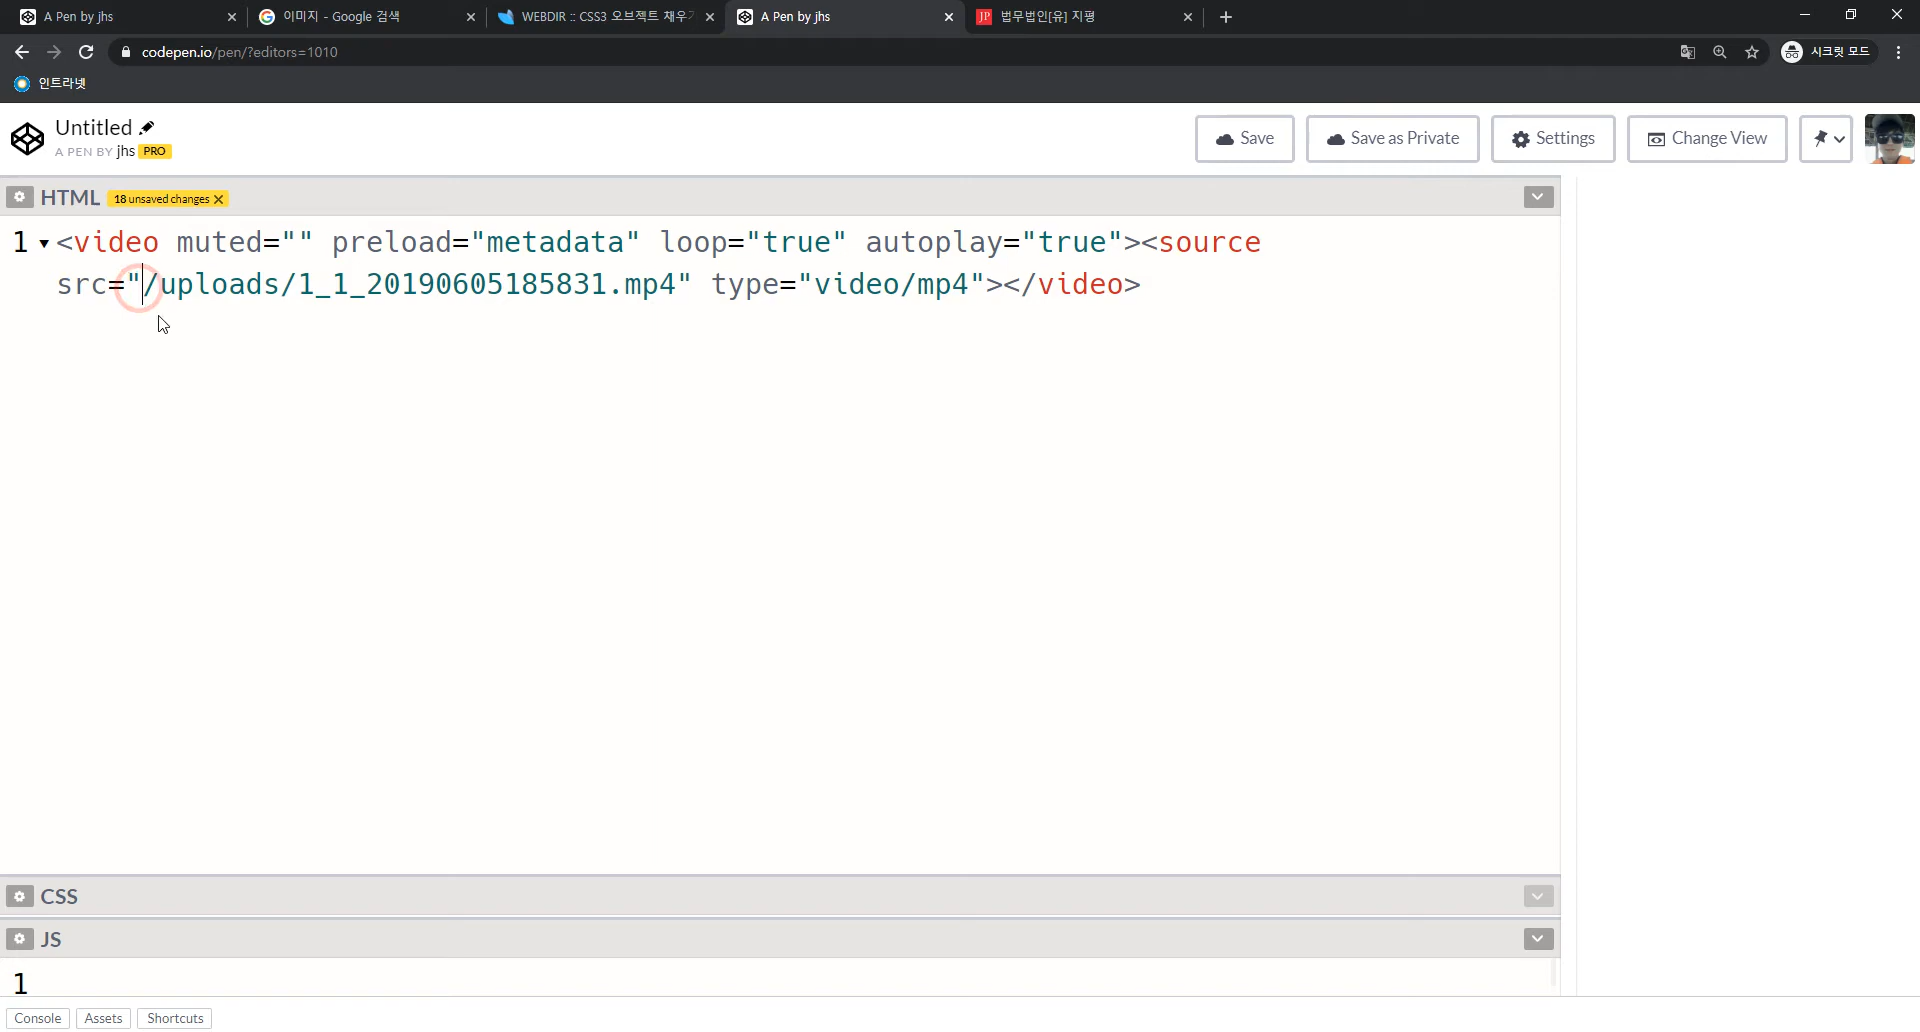 A Pen by jhs
이미지 - Google 검색
WEBDIR :: CSS3 오브젝트 채우기
A Pen by jhs
JP 법무법인[유] 지평
codepen.io/pen/?editors=1010
시크릿 모드
인트라넷
Untitled
A PEN BY jhs PRO
Save
Save as Private
Settings
Change View
HTML 18 unsaved changes
1 <video muted="" preload="metadata" loop="true" autoplay="true"><source
src="/uploads/1_1_20190605185831.mp4" type="video/mp4"></video>
CSS
JS
1
Console Assets Shortcuts